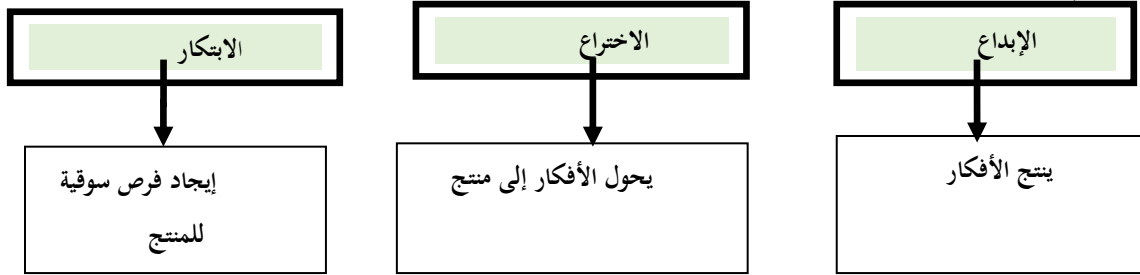 الإبداع
الاختراع
الابتكار
ينتج الأفكار
يحول الأفكار إلى منتج
إيجاد فرص سوقية
للمنتج